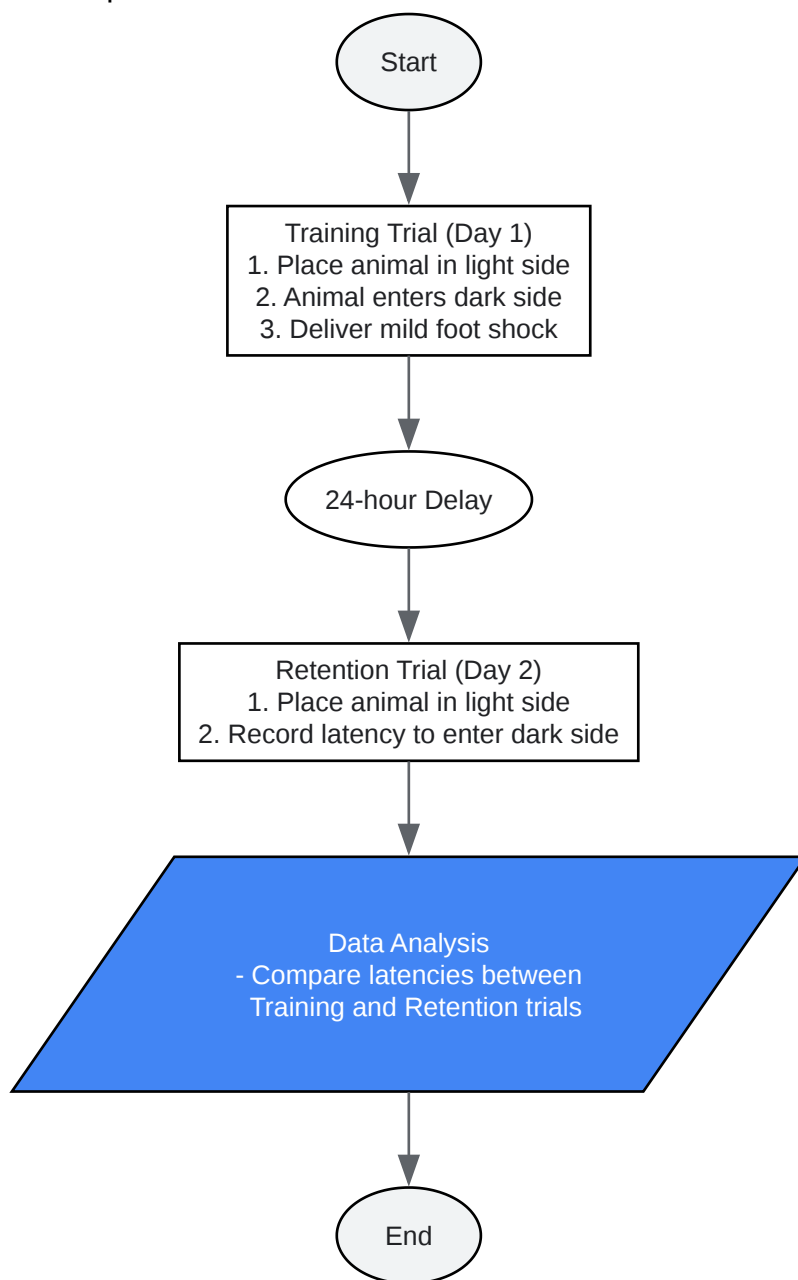 Start
Training Trial (Day 1)
1. Place animal in light side
2. Animal enters dark side
3. Deliver mild foot shock
24-hour Delay
Retention Trial (Day 2)
1. Place animal in light side
2. Record latency to enter dark side
Data Analysis
- Compare latencies between
Training and Retention trials
End